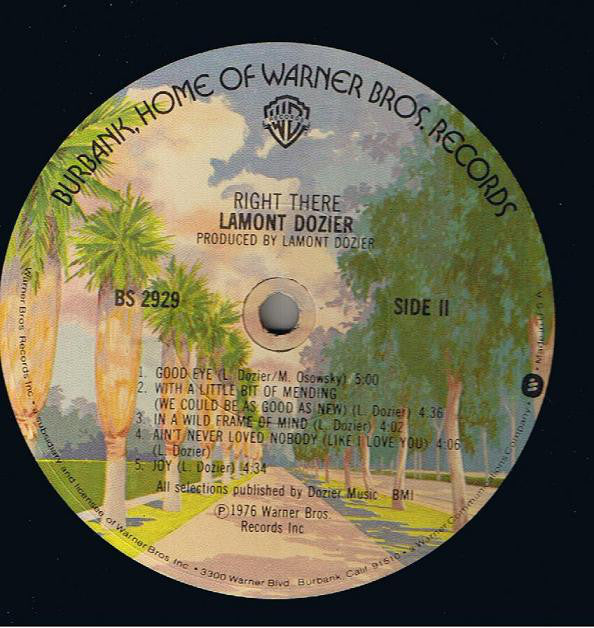 BURBANK, HOME OF WARNER BROS. RECORDS
RECORDS
RIGHT THERE
LAMONT DOZIER
PRODUCED BY LAMONT DOZIER
BS 2929
SIDE II
1. GOOD EYE (L. Dozier/M. Osowsky) 5:00
2. WITH A LITTLE BIT OF MENDING
(WE COULD BE AS GOOD AS NEW) (L. Dozier) 4:36
3. IN A WILD FRAME OF MIND (L. Dozier) 4:02
4. AIN'T NEVER LOVED NOBODY (LIKE I LOVE YOU) 4:06
(L. Dozier)
5. JOY (L. Dozier) 4:34
All selections published by Dozier Music - BMI
Ⓟ1976 Warner Bros.
Records Inc.
Warner Bros. Records Inc. • a subsidiary and licensee of Warner Bros. Inc. • 3300 Warner Blvd., Burbank, Calif. 91510 • a Warner Communications Company • Made in U.S.A.